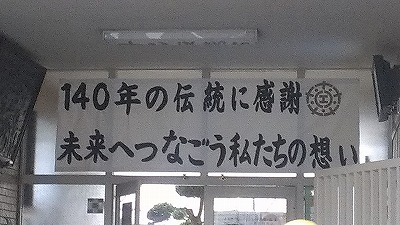 140年の伝統に感謝
未来へつなごう私たちの想い